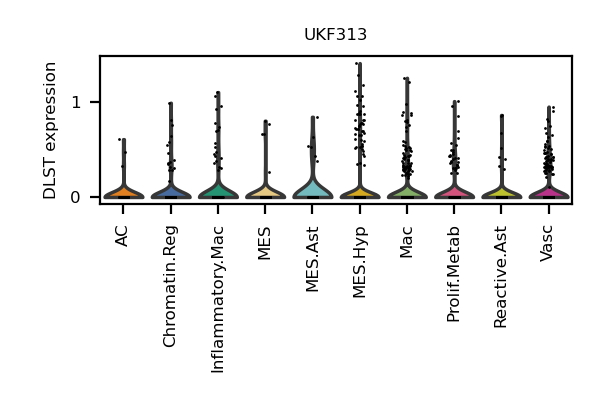 UKF313
DLST expression
1
0
AC
Chromatin.Reg
Inflammatory.Mac
MES
MES.Ast
MES.Hyp
Mac
Prolif.Metab
Reactive.Ast
Vasc